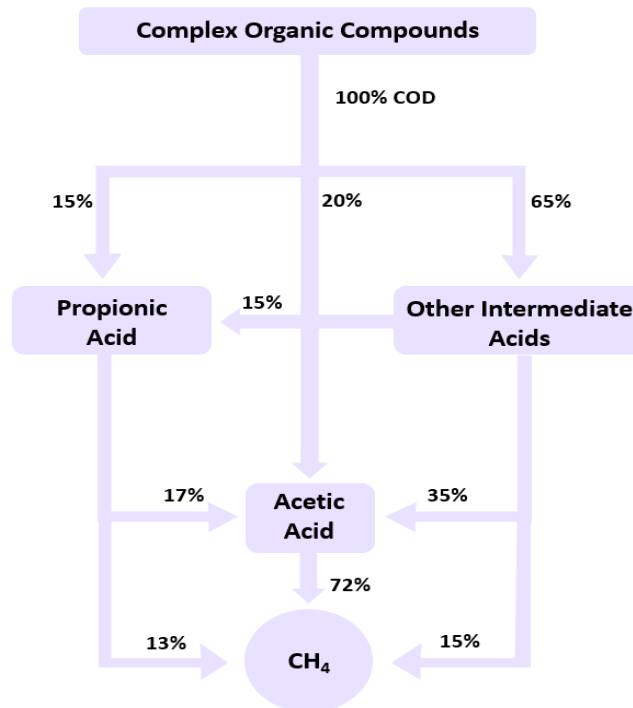 Complex Organic Compounds
100% COD
15%
20%
65%
Propionic
Acid
15%
Other Intermediate
Acids
17%
Acetic
Acid
35%
72%
13%
CH₄
15%